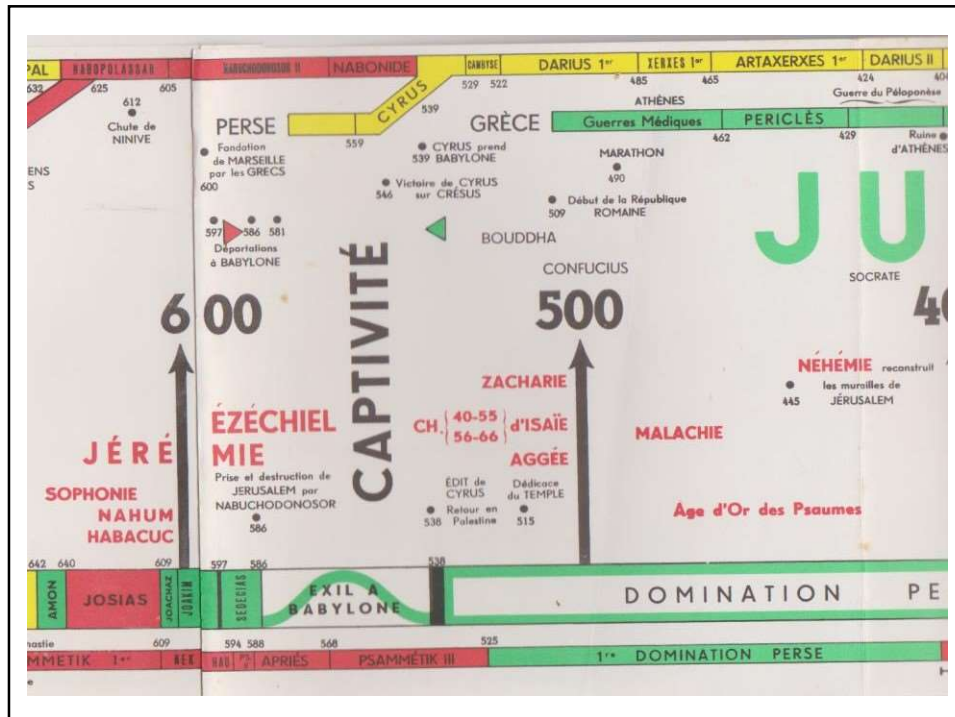 PAL NABOPOLASSAR NABUCHODONOSOR II NABONIDE CYRUS CAMBYSE DARIUS 1er XERXES 1er ARTAXERXES 1er DARIUS II
632 625 605 539 529 522 485 465 424 404
612
Chute de
NINIVE
PERSE
559
GRÈCE
ATHÈNES
Guerres Médiques PERICLÈS
462 429
Guerre du Péloponèse
Ruine
d'ATHÈNES
ENS
S
Fondation
de MARSEILLE
par les GRECS
600
CYRUS prend
539 BABYLONE
Victoire de CYRUS
546 sur CRÉSUS
MARATHON
490
Début de la République
509 ROMAINE
597 586 581
Déportations
à BABYLONE
BOUDDHA
CONFUCIUS
JU
SOCRATE
600
CAPTIVITÉ
500
40
ZACHARIE
CH. 40-55 d'ISAÏE
56-66
AGGÉE
MALACHIE
NÉHÉMIE reconstruit
les murailles de
445 JÉRUSALEM
JÉRÉ
MIE
ÉZÉCHIEL
SOPHONIE
NAHUM
HABACUC
Prise et destruction de
JERUSALEM par
NABUCHODONOSOR
586
ÉDIT de
CYRUS
Retour en
538 Palestine
Dédicace
du TEMPLE
515
Âge d'Or des Psaumes
642 640 609 597 586 538
AMON JOSIAS JOACHAZ JOAKIM SEDECIAS
EXIL A
BABYLONE
DOMINATION PE
nastie 609 594 588 568 525
MMETIK 1er NEK APRIÈS PSAMMÉTIK III 1re DOMINATION PERSE
e